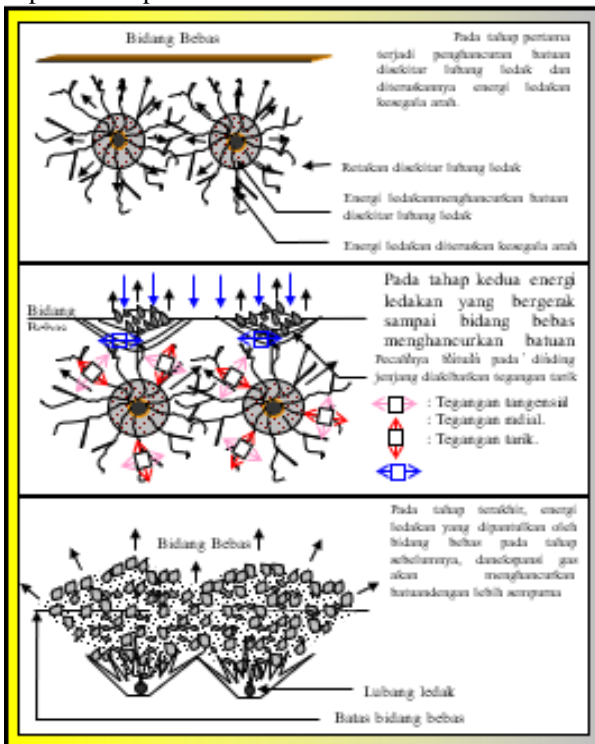 Bidang Bebas
Pada tahap pertama
terjadi penghancuran batuan
disekitar lubang ledak dan
diteruskannya energi ledakan
kesegala arah.
Retakan disekitar lubang ledak
Energi ledakanmenghancurkan batuan
disekitar lubang ledak
Energi ledakan diteruskan kesegala arah
Bidang
Bebas
Pada tahap kedua energi
ledakan yang bergerak
sampai bidang bebas
menghancurkan batuan
Pecahnya pada dinding
jenjang diakibatkan tegangan tarik
: Tegangan tangensial
: Tegangan radial.
: Tegangan tarik.
Bidang Bebas
Pada tahap terakhir, energi
ledakan yang dipantulkan oleh
bidang bebas pada tahap
sebelumnya, danekspansi gas
akan menghancurkan
batuandengan lebih sempurna
Lubang ledak
Batas bidang bebas